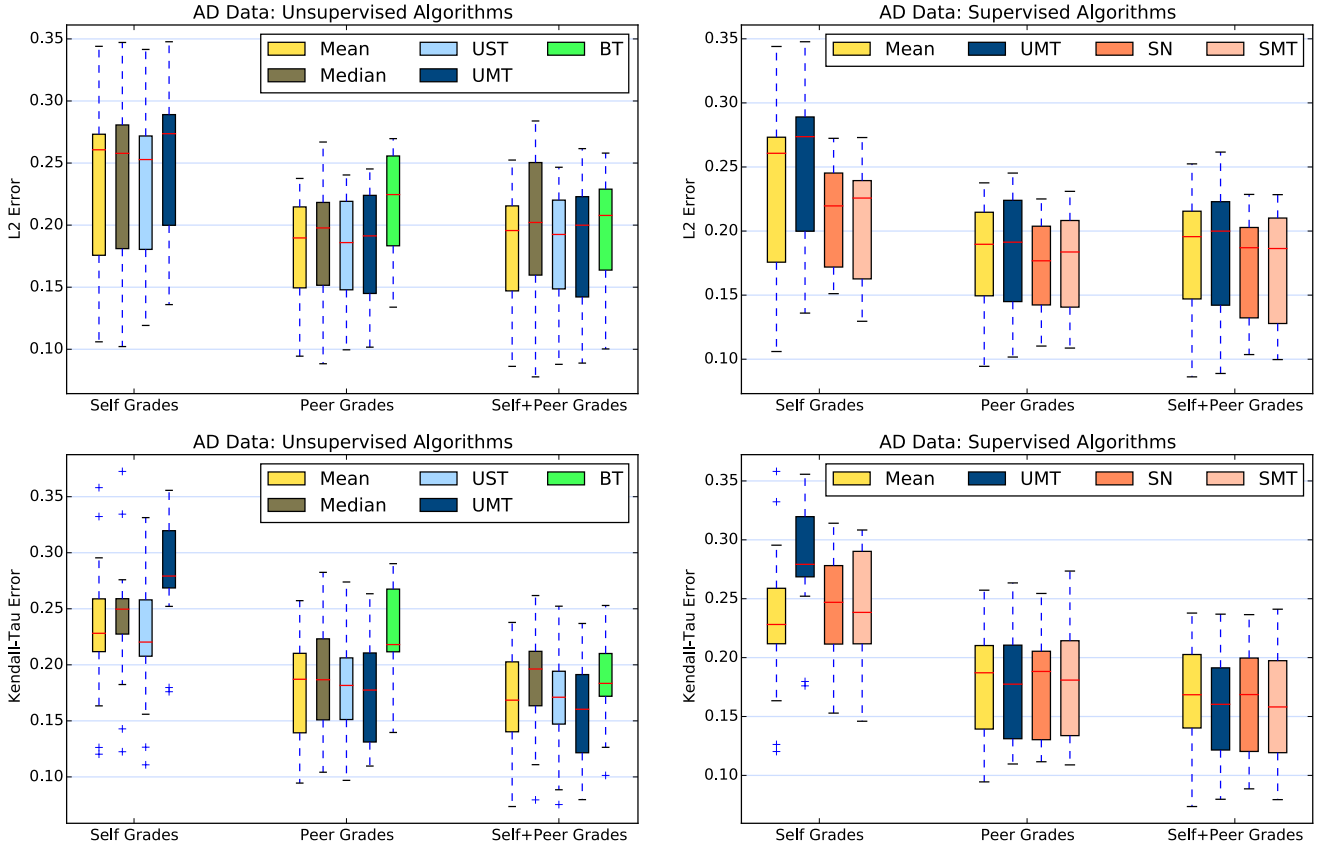 AD Data: Unsupervised Algorithms
Mean UST BT
Median UMT
L2 Error
0.35
0.30
0.25
0.20
0.15
0.10
Self Grades Peer Grades Self+Peer Grades
AD Data: Supervised Algorithms
Mean UMT SN SMT
L2 Error
0.35
0.30
0.25
0.20
0.15
0.10
Self Grades Peer Grades Self+Peer Grades
AD Data: Unsupervised Algorithms
Mean UST BT
Median UMT
Kendall-Tau Error
0.35
0.30
0.25
0.20
0.15
0.10
Self Grades Peer Grades Self+Peer Grades
AD Data: Supervised Algorithms
Mean UMT SN SMT
Kendall-Tau Error
0.35
0.30
0.25
0.20
0.15
0.10
Self Grades Peer Grades Self+Peer Grades